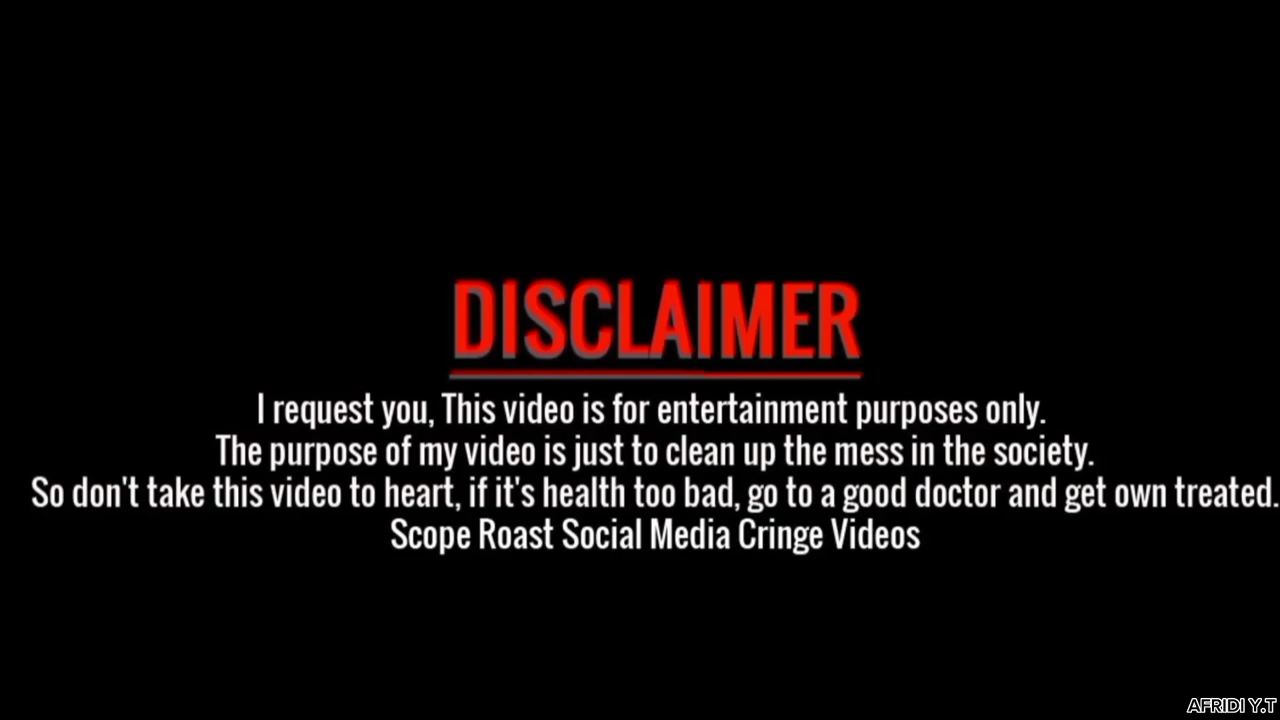 DISCLAIMER
I request you, This video is for entertainment purposes only.
The purpose of my video is just to clean up the mess in the society.
So don't take this video to heart, if it's health too bad, go to a good doctor and get own treated.
Scope Roast Social Media Cringe Videos
AFRIDI Y.T